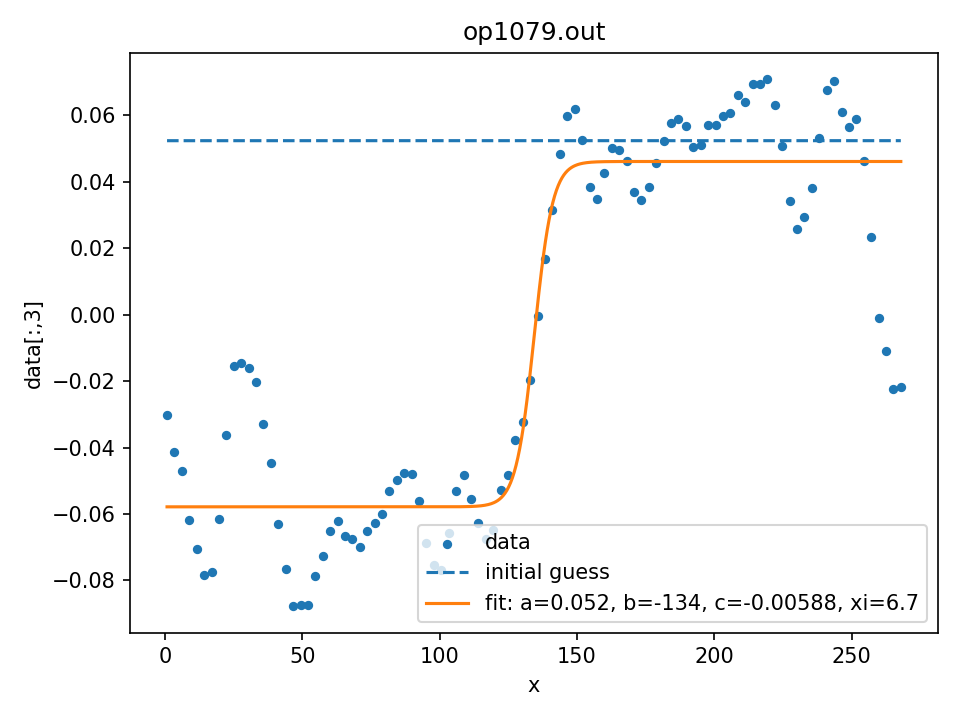 op1079.out
data[:,3]
0.06
0.04
0.02
0.00
−0.02
−0.04
−0.06
−0.08
data
initial guess
fit: a=0.052, b=-134, c=-0.00588, xi=6.7
0 50 100 150 200 250
x